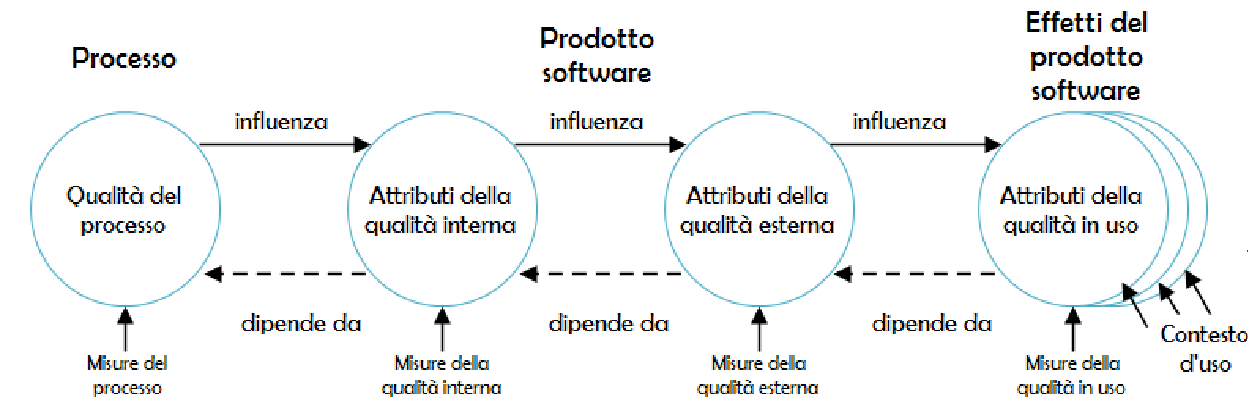 Processo
Prodotto
software
Effetti del
prodotto
software
influenza
influenza
influenza
Qualità del
processo
Attributi della
qualità interna
Attributi della
qualità esterna
Attributi della
qualità in uso
dipende da
dipende da
dipende da
Contesto
d'uso
Misure del
processo
Misure della
qualità interna
Misure della
qualità esterna
Misure della
qualità in uso